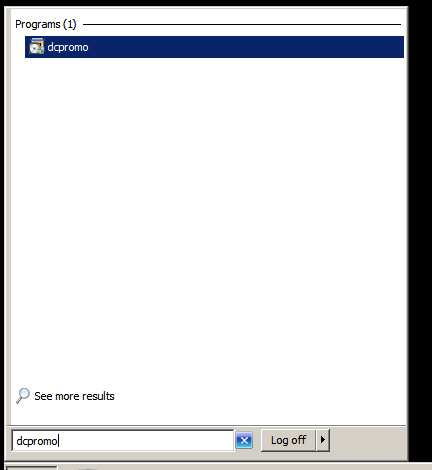 Programs (1)
dcpromo
See more results
dcpromo
Log off